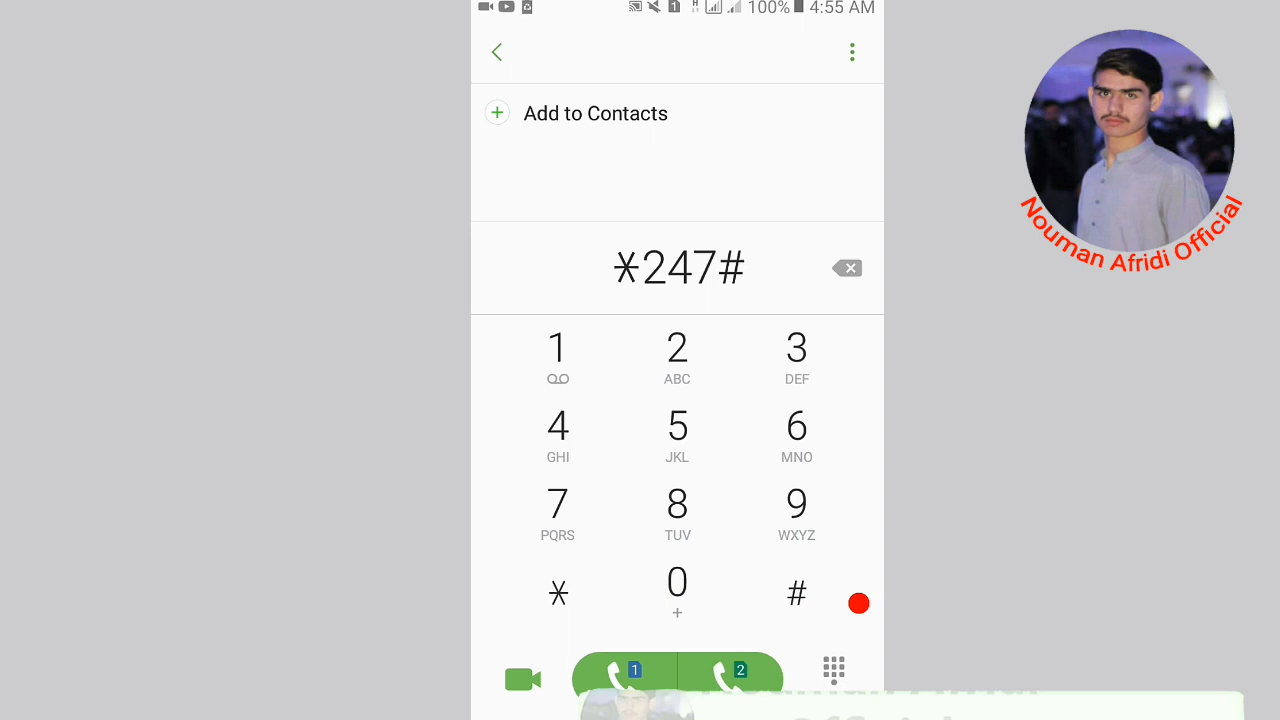 1 H 100% 4:55 AM
Add to Contacts
*247#
1 2 3
ABC DEF
4 5 6
GHI JKL MNO
7 8 9
PQRS TUV WXYZ
* 0 #
+
1 2
Nouman Afridi Official